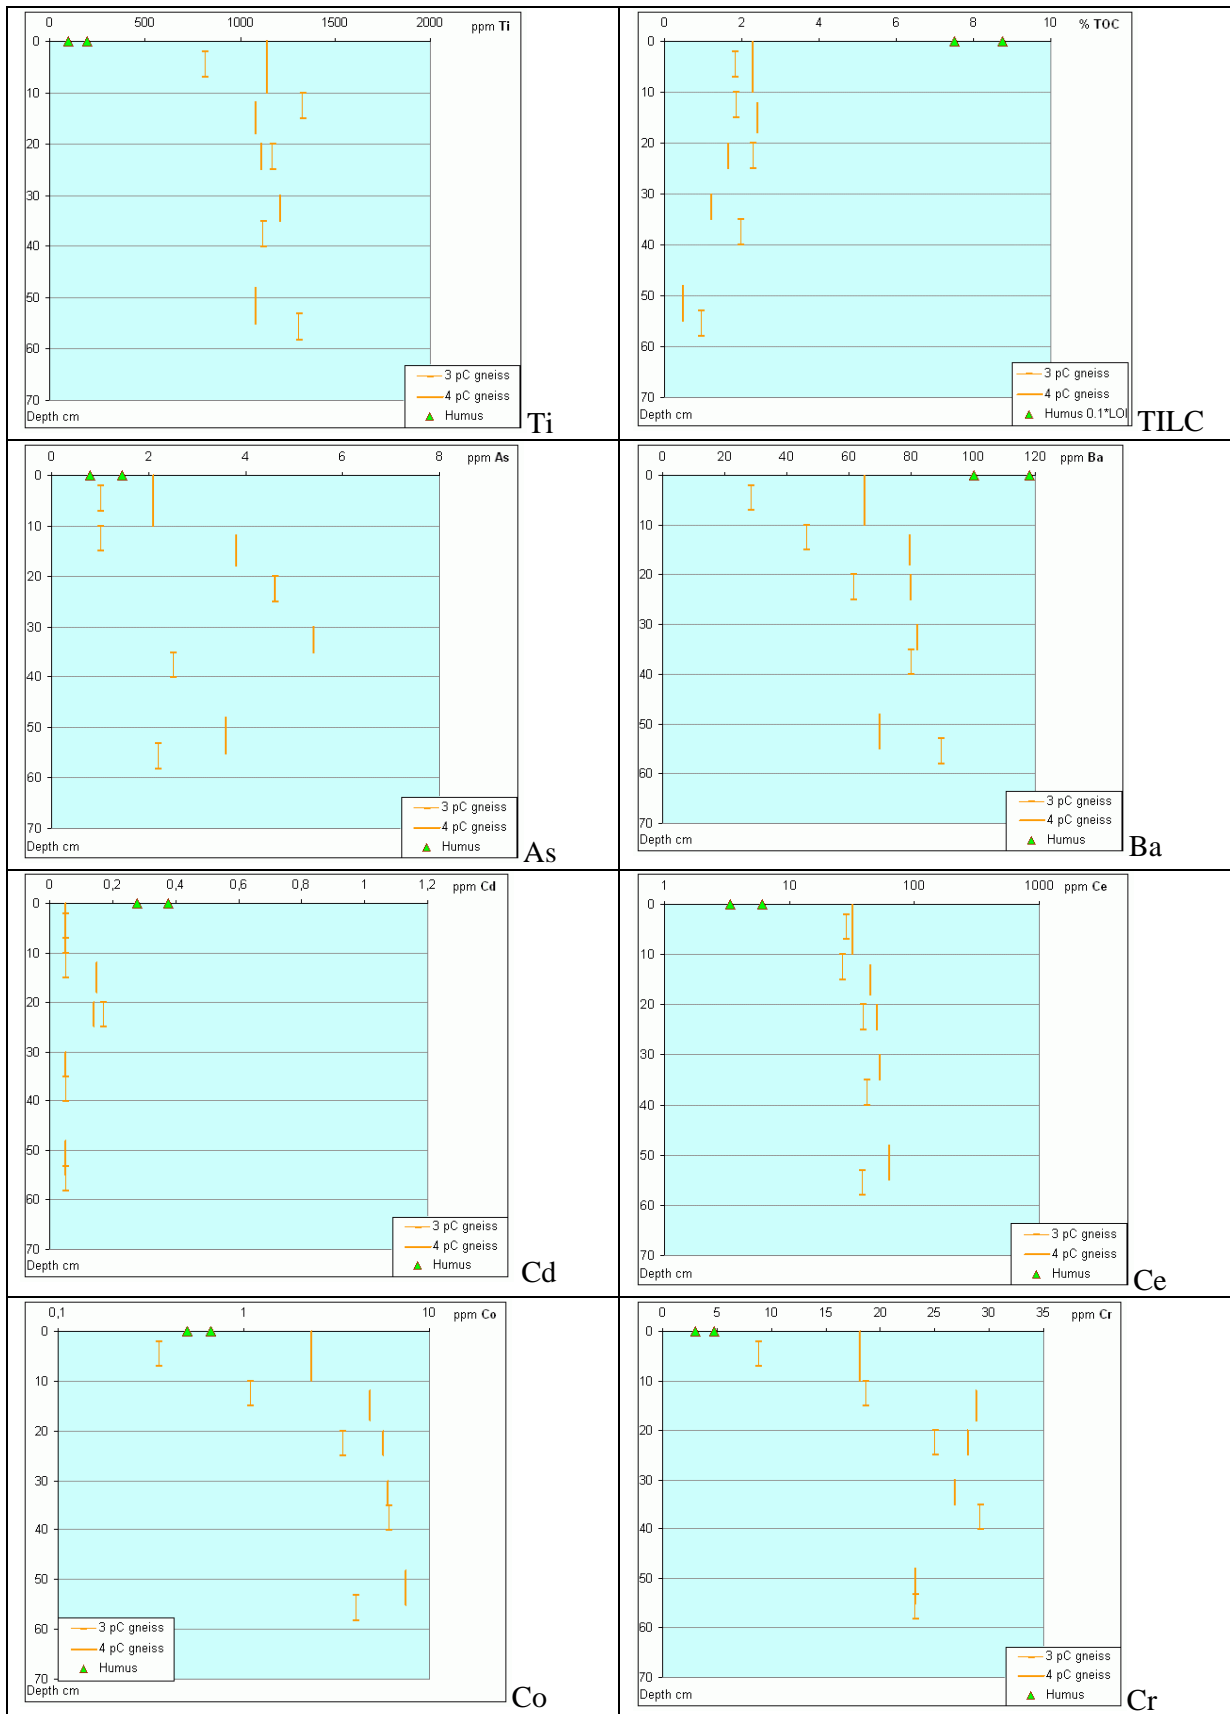 0 500 1000 1500 2000 ppm Ti
0
10
20
30
40
50
60
70
Depth cm
3 pC gneiss
4 pC gneiss
Humus
Ti
0 2 4 6 8 10 % TOC
0
10
20
30
40
50
60
70
Depth cm
3 pC gneiss
4 pC gneiss
Humus 0.1*LOI
TILC
0 2 4 6 8 ppm As
0
10
20
30
40
50
60
70
Depth cm
3 pC gneiss
4 pC gneiss
Humus
As
0 20 40 60 80 100 120 ppm Ba
0
10
20
30
40
50
60
70
Depth cm
3 pC gneiss
4 pC gneiss
Humus
Ba
0 0,2 0,4 0,6 0,8 1 1,2 ppm Cd
0
10
20
30
40
50
60
70
Depth cm
3 pC gneiss
4 pC gneiss
Humus
Cd
1 10 100 1000 ppm Ce
0
10
20
30
40
50
60
70
Depth cm
3 pC gneiss
4 pC gneiss
Humus
Ce
0,1 1 10 ppm Co
0
10
20
30
40
50
60
70
Depth cm
3 pC gneiss
4 pC gneiss
Humus
Co
0 5 10 15 20 25 30 35 ppm Cr
0
10
20
30
40
50
60
70
Depth cm
3 pC gneiss
4 pC gneiss
Humus
Cr